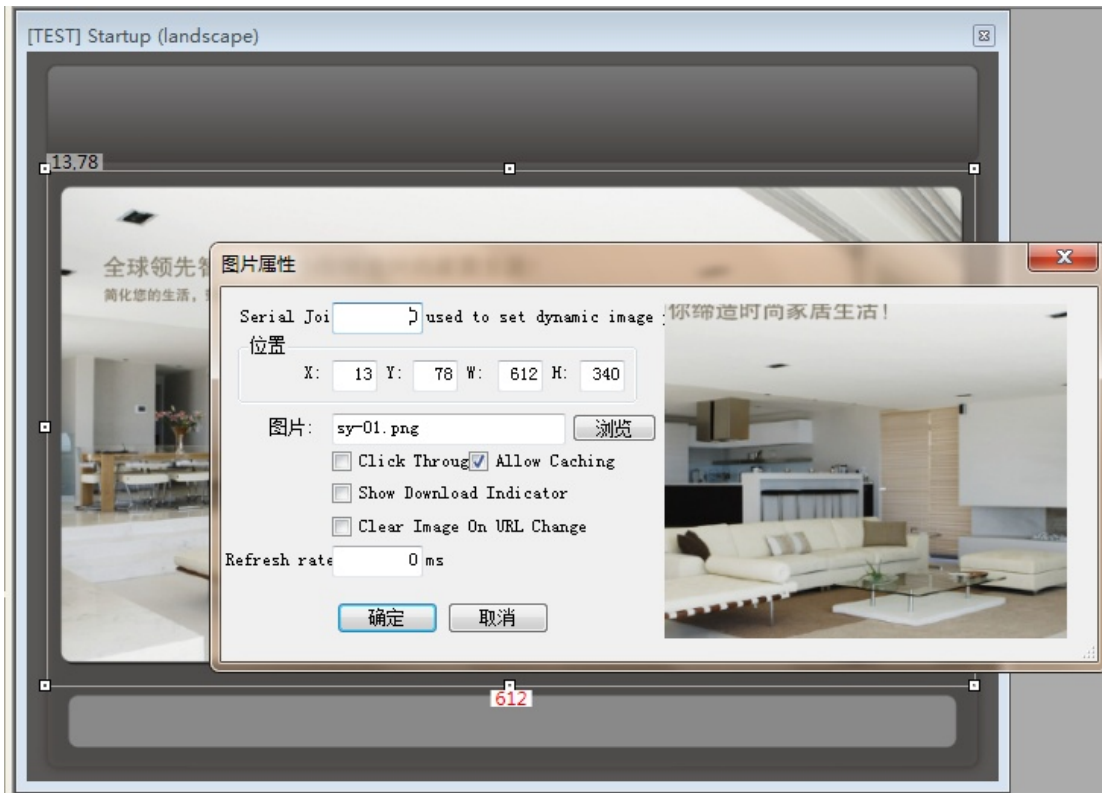 [TEST] Startup (landscape)
13,78
全球领先智
简化您的生活，
图片属性
Serial Joi 0 used to set dynamic image
你缔造时尚家居生活！
位置
X: 13 Y: 78 W: 612 H: 340
图片: sy-01.png 浏览
Click Throug Allow Caching
Show Download Indicator
Clear Image On URL Change
Refresh rate 0 ms
确定 取消
612